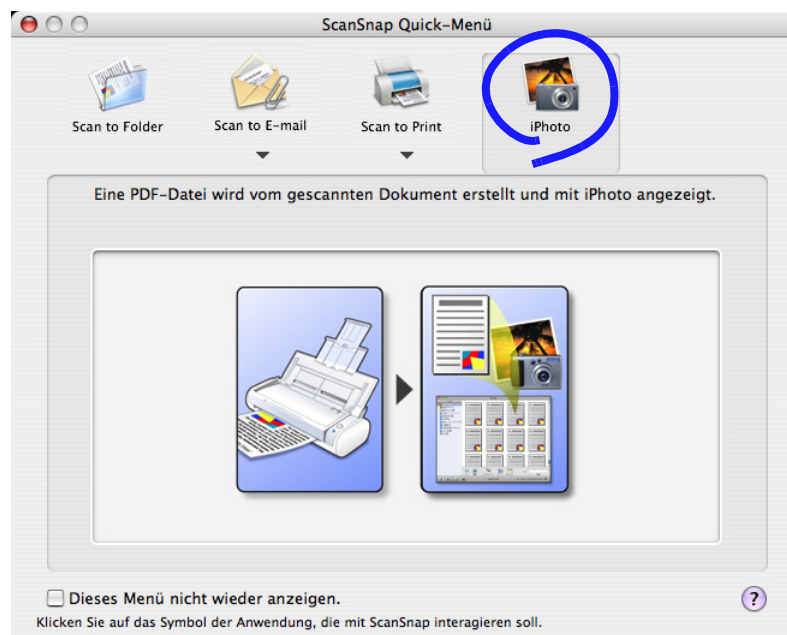 ScanSnap Quick-Menü
Scan to Folder
Scan to E-mail
Scan to Print
iPhoto
Eine PDF-Datei wird vom gescannten Dokument erstellt und mit iPhoto angezeigt.
Dieses Menü nicht wieder anzeigen.
?
Klicken Sie auf das Symbol der Anwendung, die mit ScanSnap interagieren soll.